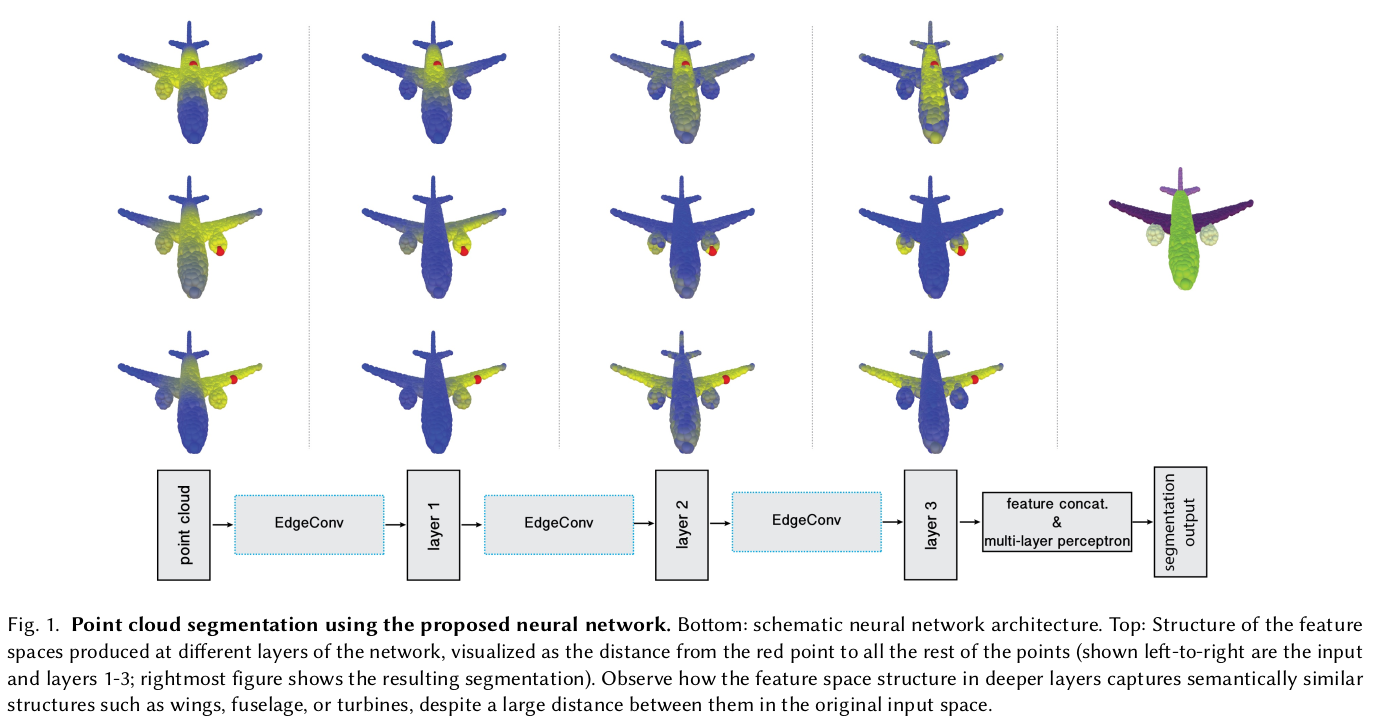 point cloud
EdgeConv
layer 1
EdgeConv
layer 2
EdgeConv
layer 3
feature concat.
&
multi-layer perceptron
segmentation
output
Fig. 1. Point cloud segmentation using the proposed neural network. Bottom: schematic neural network architecture. Top: Structure of the feature
spaces produced at different layers of the network, visualized as the distance from the red point to all the rest of the points (shown left-to-right are the input
and layers 1-3; rightmost figure shows the resulting segmentation). Observe how the feature space structure in deeper layers captures semantically similar
structures such as wings, fuselage, or turbines, despite a large distance between them in the original input space.